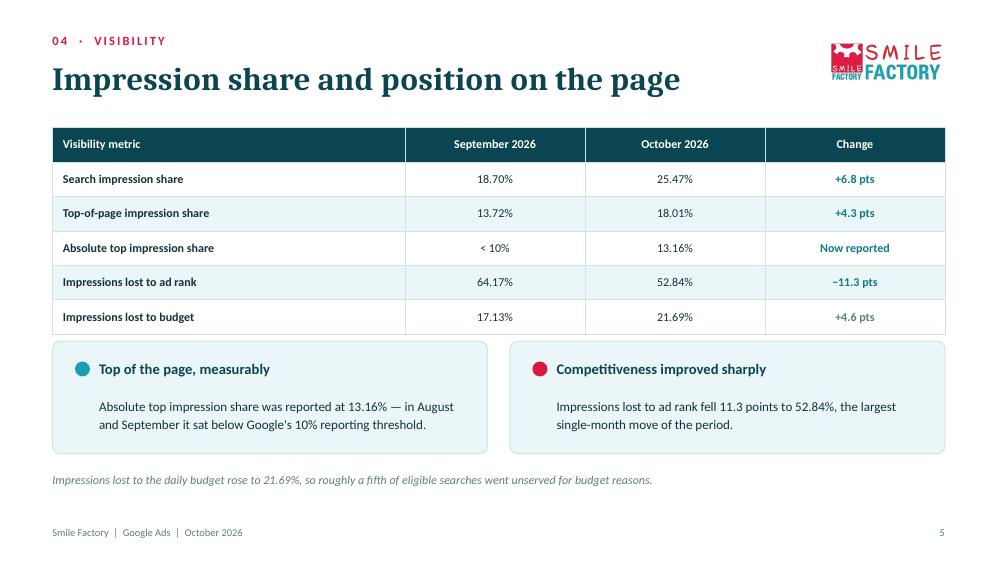 04 · VISIBILITY
Impression share and position on the page
SMILE
FACTORY
SMILE
FACTORY
Visibility metric September 2026 October 2026 Change
Search impression share 18.70% 25.47% +6.8 pts
Top-of-page impression share 13.72% 18.01% +4.3 pts
Absolute top impression share < 10% 13.16% Now reported
Impressions lost to ad rank 64.17% 52.84% −11.3 pts
Impressions lost to budget 17.13% 21.69% +4.6 pts
Top of the page, measurably
Absolute top impression share was reported at 13.16% — in August
and September it sat below Google's 10% reporting threshold.
Competitiveness improved sharply
Impressions lost to ad rank fell 11.3 points to 52.84%, the largest
single-month move of the period.
Impressions lost to the daily budget rose to 21.69%, so roughly a fifth of eligible searches went unserved for budget reasons.
Smile Factory | Google Ads | October 2026 5